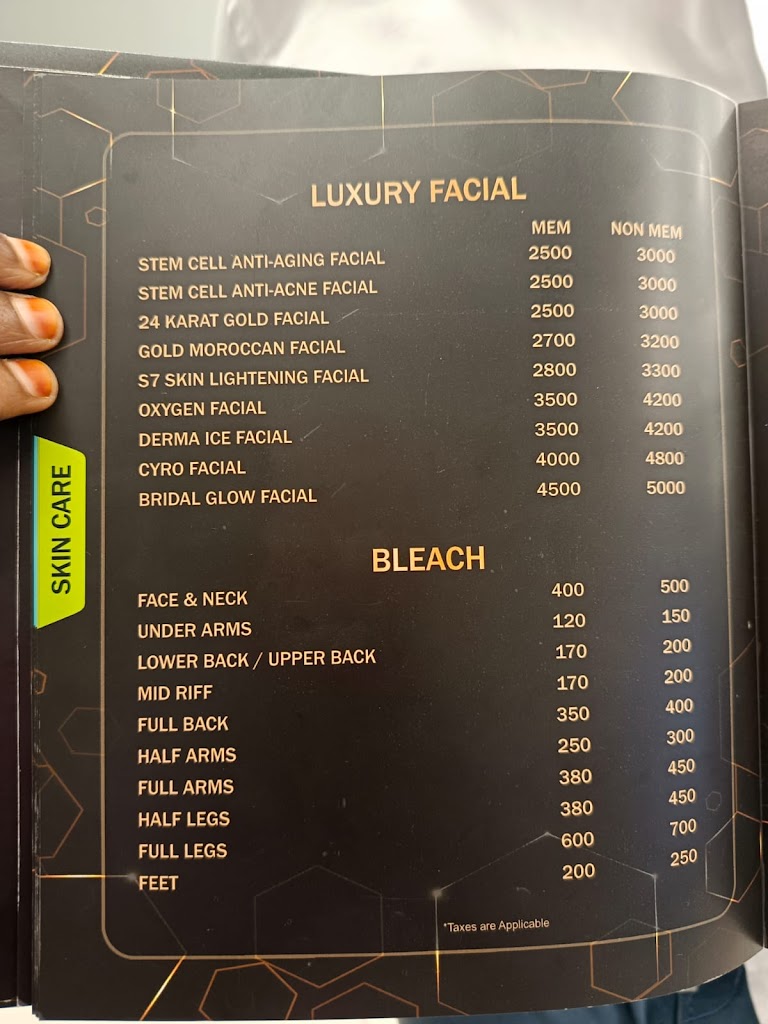 LUXURY FACIAL
MEM NON MEM
STEM CELL ANTI-AGING FACIAL 2500 3000
STEM CELL ANTI-ACNE FACIAL 2500 3000
24 KARAT GOLD FACIAL 2500 3000
GOLD MOROCCAN FACIAL 2700 3200
S7 SKIN LIGHTENING FACIAL 2800 3300
OXYGEN FACIAL 3500 4200
DERMA ICE FACIAL 3500 4200
CYRO FACIAL 4000 4800
BRIDAL GLOW FACIAL 4500 5000
SKIN CARE
BLEACH
FACE & NECK 400 500
UNDER ARMS 120 150
LOWER BACK / UPPER BACK 170 200
MID RIFF 170 200
FULL BACK 350 400
HALF ARMS 250 300
FULL ARMS 380 450
HALF LEGS 380 450
FULL LEGS 600 700
FEET 200 250
*Taxes are Applicable